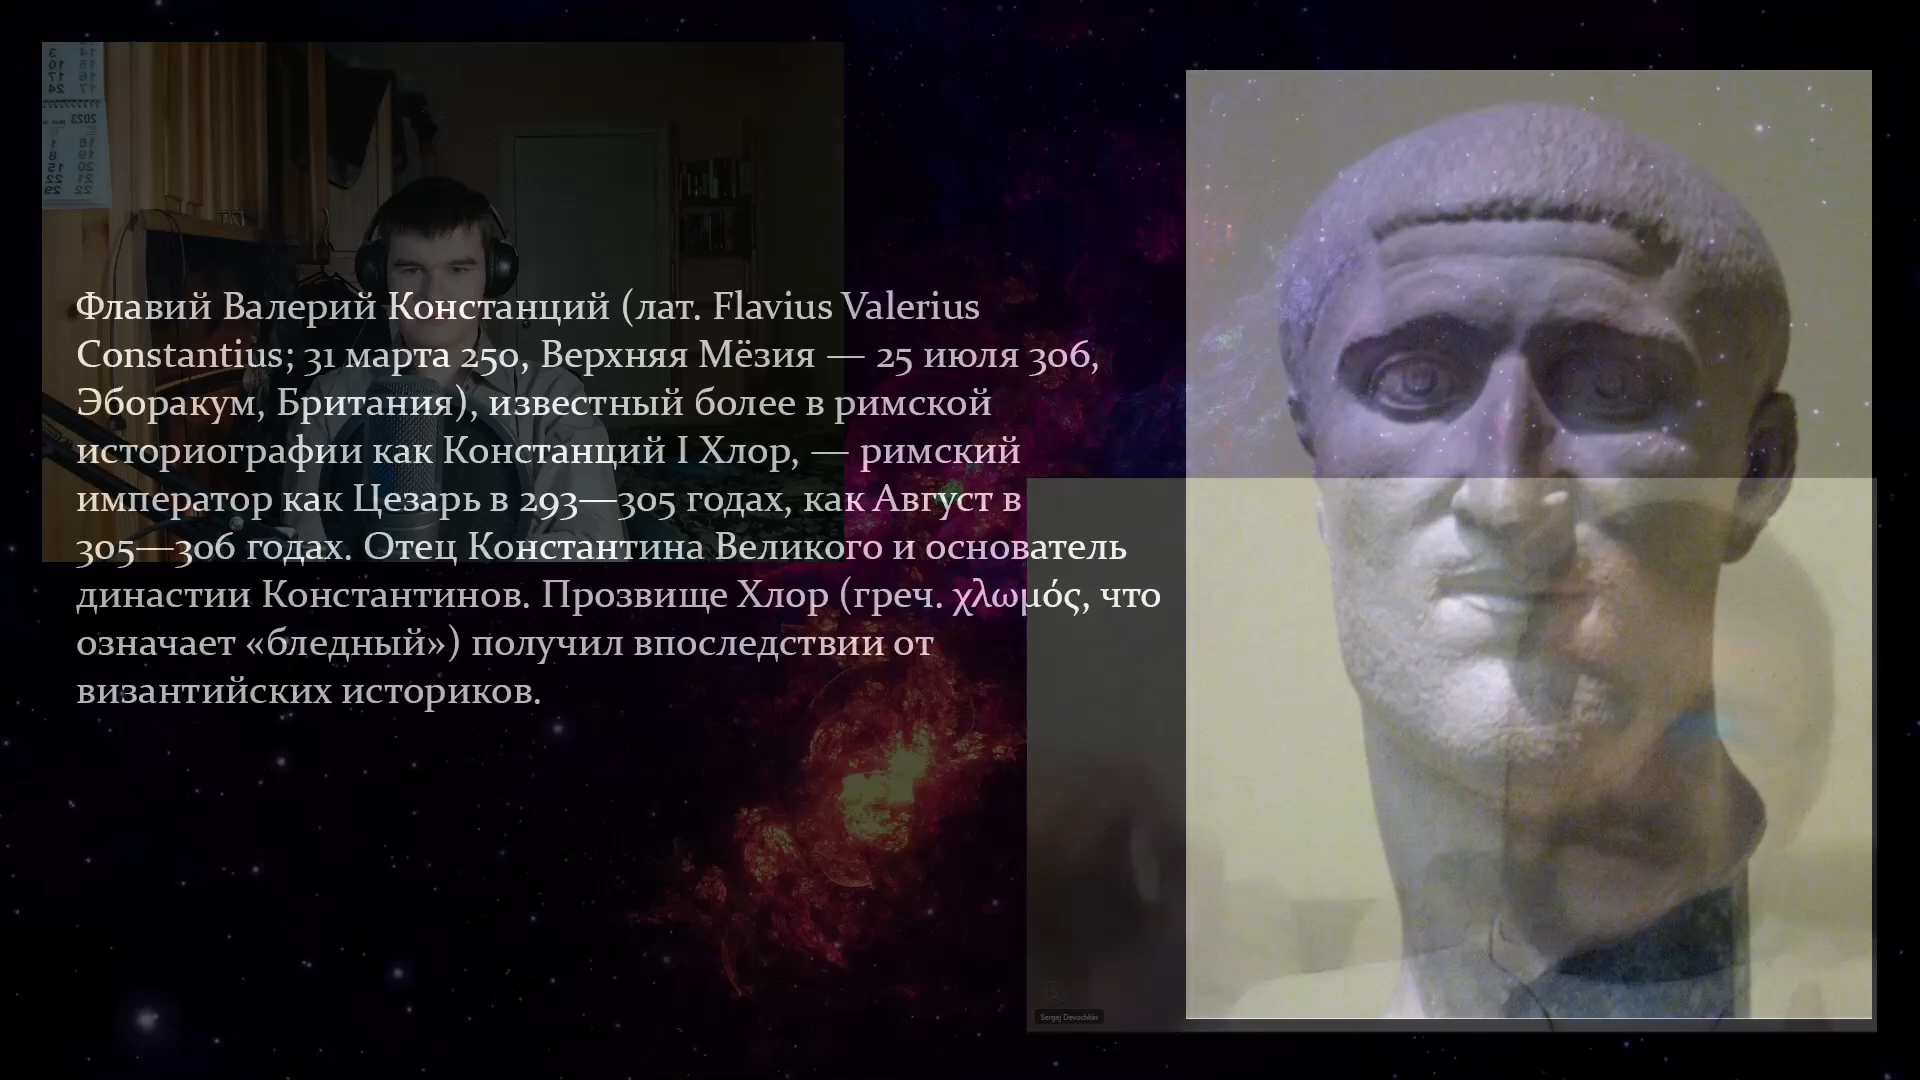 Флавий Валерий Констанций (лат. Flavius Valerius
Constantius; 31 марта 250, Верхняя Мёзия — 25 июля 306,
Эборакум, Британия), известный более в римской
историографии как Констанций I Хлор, — римский
император как Цезарь в 293—305 годах, как Август в
305—306 годах. Отец Константина Великого и основатель
династии Константинов. Прозвище Хлор (греч. χλωμός, что
означает «бледный») получил впоследствии от
византийских историков.
Sergej Devochkin